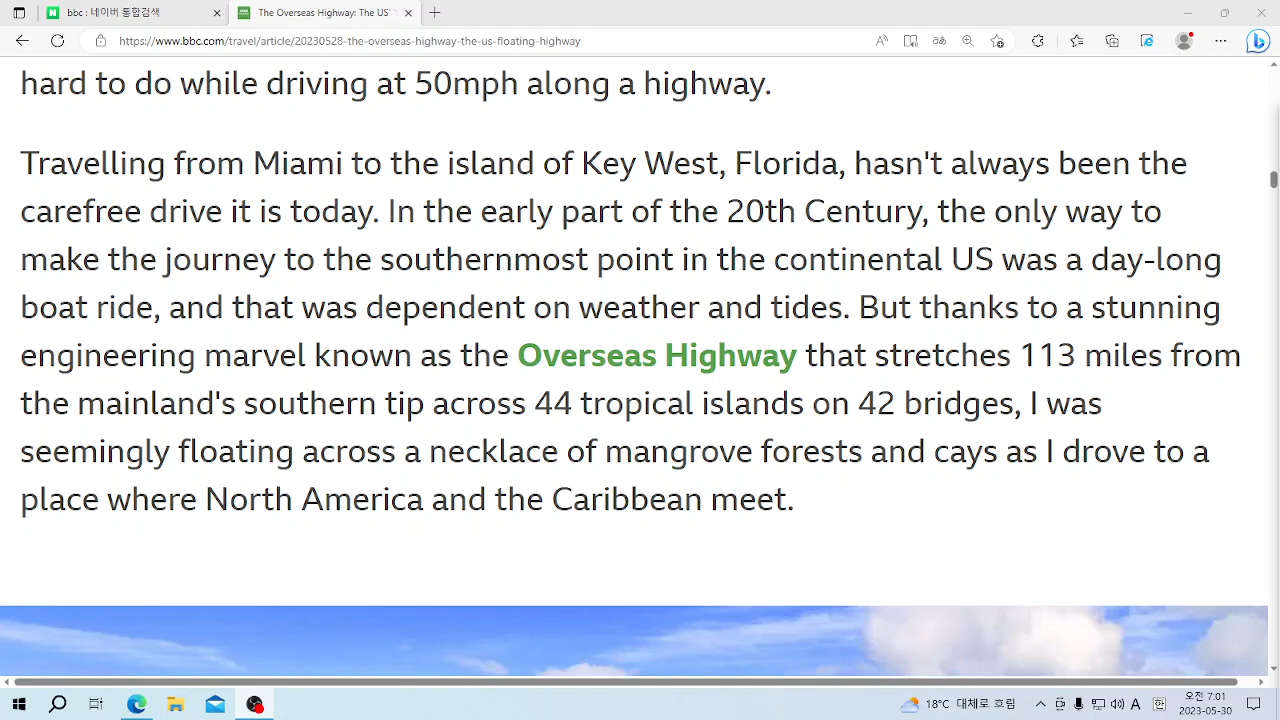 bbc : 네이버 통합검색
The Overseas Highway: The US'
https://www.bbc.com/travel/article/20230528-the-overseas-highway-the-us-floating-highway
hard to do while driving at 50mph along a highway.
Travelling from Miami to the island of Key West, Florida, hasn't always been the
carefree drive it is today. In the early part of the 20th Century, the only way to
make the journey to the southernmost point in the continental US was a day-long
boat ride, and that was dependent on weather and tides. But thanks to a stunning
engineering marvel known as the Overseas Highway that stretches 113 miles from
the mainland's southern tip across 44 tropical islands on 42 bridges, I was
seemingly floating across a necklace of mangrove forests and cays as I drove to a
place where North America and the Caribbean meet.
18°C 대체로 흐림
A
오전 7:01
2023-05-30